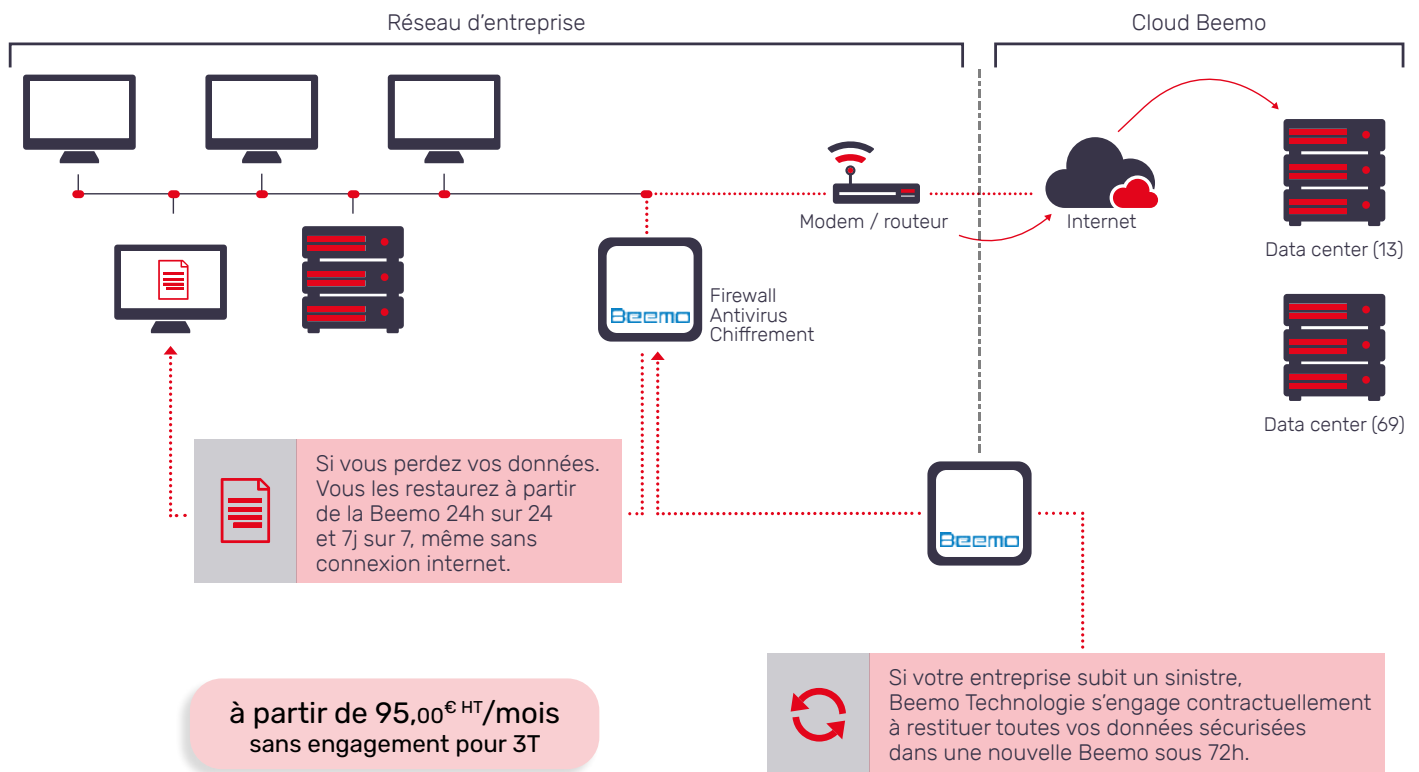 Réseau d’entreprise
Cloud Beemo
Modem / routeur
Internet
Data center (13)
Beemo
Firewall
Antivirus
Chiffrement
Data center (69)
Si vous perdez vos données.
Vous les restaurez à partir
de la Beemo 24h sur 24
et 7j sur 7, même sans
connexion internet.
Beemo
à partir de 95,00€ HT/mois
sans engagement pour 3T
Si votre entreprise subit un sinistre,
Beemo Technologie s’engage contractuellement
à restituer toutes vos données sécurisées
dans une nouvelle Beemo sous 72h.